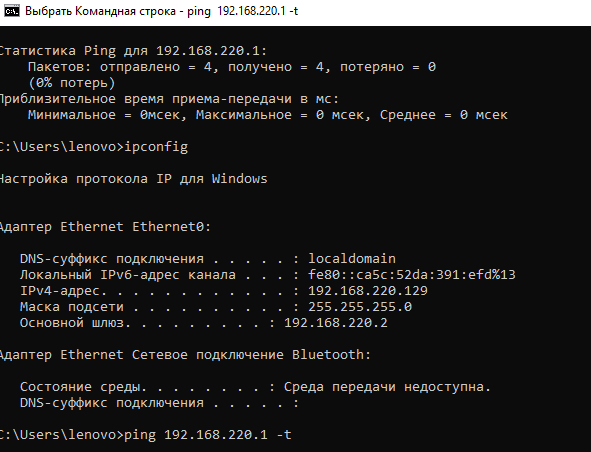 Выбрать Командная строка - ping 192.168.220.1 -t
Статистика Ping для 192.168.220.1:
Пакетов: отправлено = 4, получено = 4, потеряно = 0
(0% потерь)
Приблизительное время приема-передачи в мс:
Минимальное = 0мсек, Максимальное = 0 мсек, Среднее = 0 мсек
C:\Users\lenovo>ipconfig
Настройка протокола IP для Windows
Адаптер Ethernet Ethernet0:
DNS-суффикс подключения . . . . . : localdomain
Локальный IPv6-адрес канала . . . : fe80::ca5c:52da:391:efd%13
IPv4-адрес. . . . . . . . . . . . : 192.168.220.129
Маска подсети . . . . . . . . . . : 255.255.255.0
Основной шлюз. . . . . . . . . : 192.168.220.2
Адаптер Ethernet Сетевое подключение Bluetooth:
Состояние среды. . . . . . . . : Среда передачи недоступна.
DNS-суффикс подключения . . . . . :
C:\Users\lenovo>ping 192.168.220.1 -t